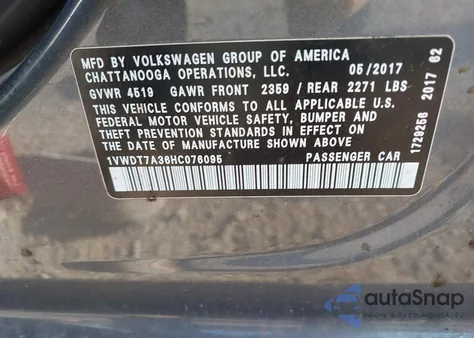 MFD BY VOLKSWAGEN GROUP OF AMERICA
CHATTANOOGA OPERATIONS, LLC. 05/2017
GVWR 4519 GAWR FRONT 2359 / REAR 2271 LBS
THIS VEHICLE CONFORMS TO ALL APPLICABLE U.S.
FEDERAL MOTOR VEHICLE SAFETY, BUMPER AND
THEFT PREVENTION STANDARDS IN EFFECT ON
THE DATE OF MANUFACTURE SHOWN ABOVE
1VWDT7A36HC076095 PASSENGER CAR
1729266 2017 62
autoSnap